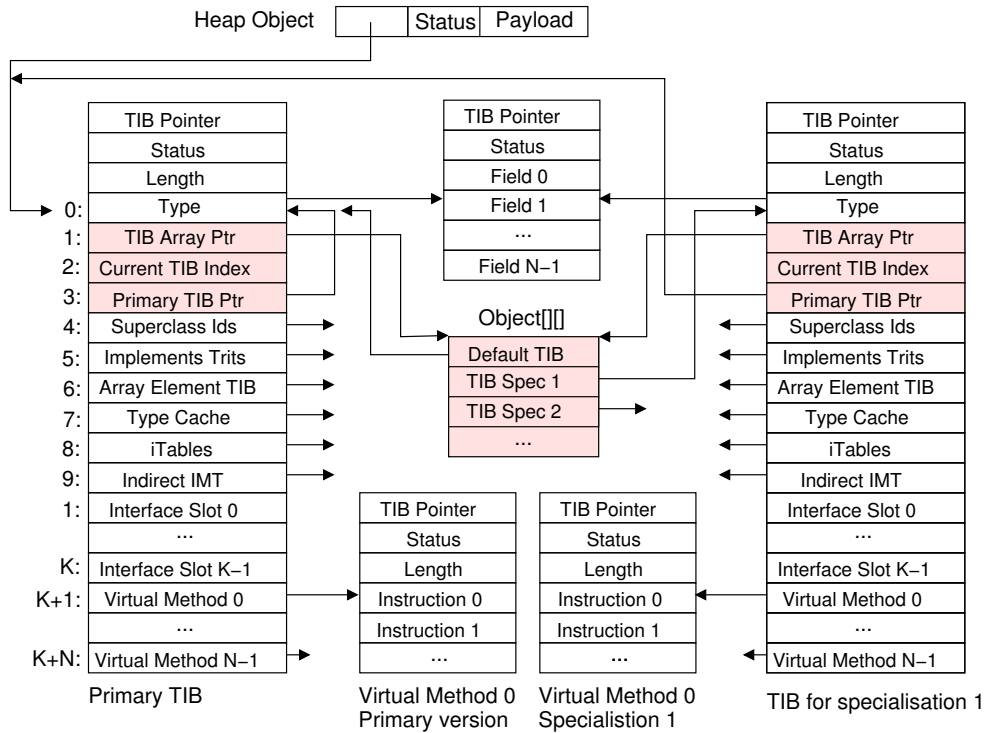 Heap Object
Status
Payload
TIB Pointer
Status
Length
0: Type
1: TIB Array Ptr
2: Current TIB Index
3: Primary TIB Ptr
4: Superclass Ids
5: Implements Trits
6: Array Element TIB
7: Type Cache
8: iTables
9: Indirect IMT
1: Interface Slot 0
...
K: Interface Slot K−1
K+1: Virtual Method 0
...
K+N: Virtual Method N−1
Primary TIB
TIB Pointer
Status
Field 0
Field 1
...
Field N−1
Object[][]
Default TIB
TIB Spec 1
TIB Spec 2
...
TIB Pointer
Status
Length
Instruction 0
Instruction 1
...
Virtual Method 0
Primary version
TIB Pointer
Status
Length
Instruction 0
Instruction 1
...
Virtual Method 0
Specialistion 1
TIB Pointer
Status
Length
Type
TIB Array Ptr
Current TIB Index
Primary TIB Ptr
Superclass Ids
Implements Trits
Array Element TIB
Type Cache
iTables
Indirect IMT
Interface Slot 0
...
Interface Slot K−1
Virtual Method 0
...
Virtual Method N−1
TIB for specialisation 1